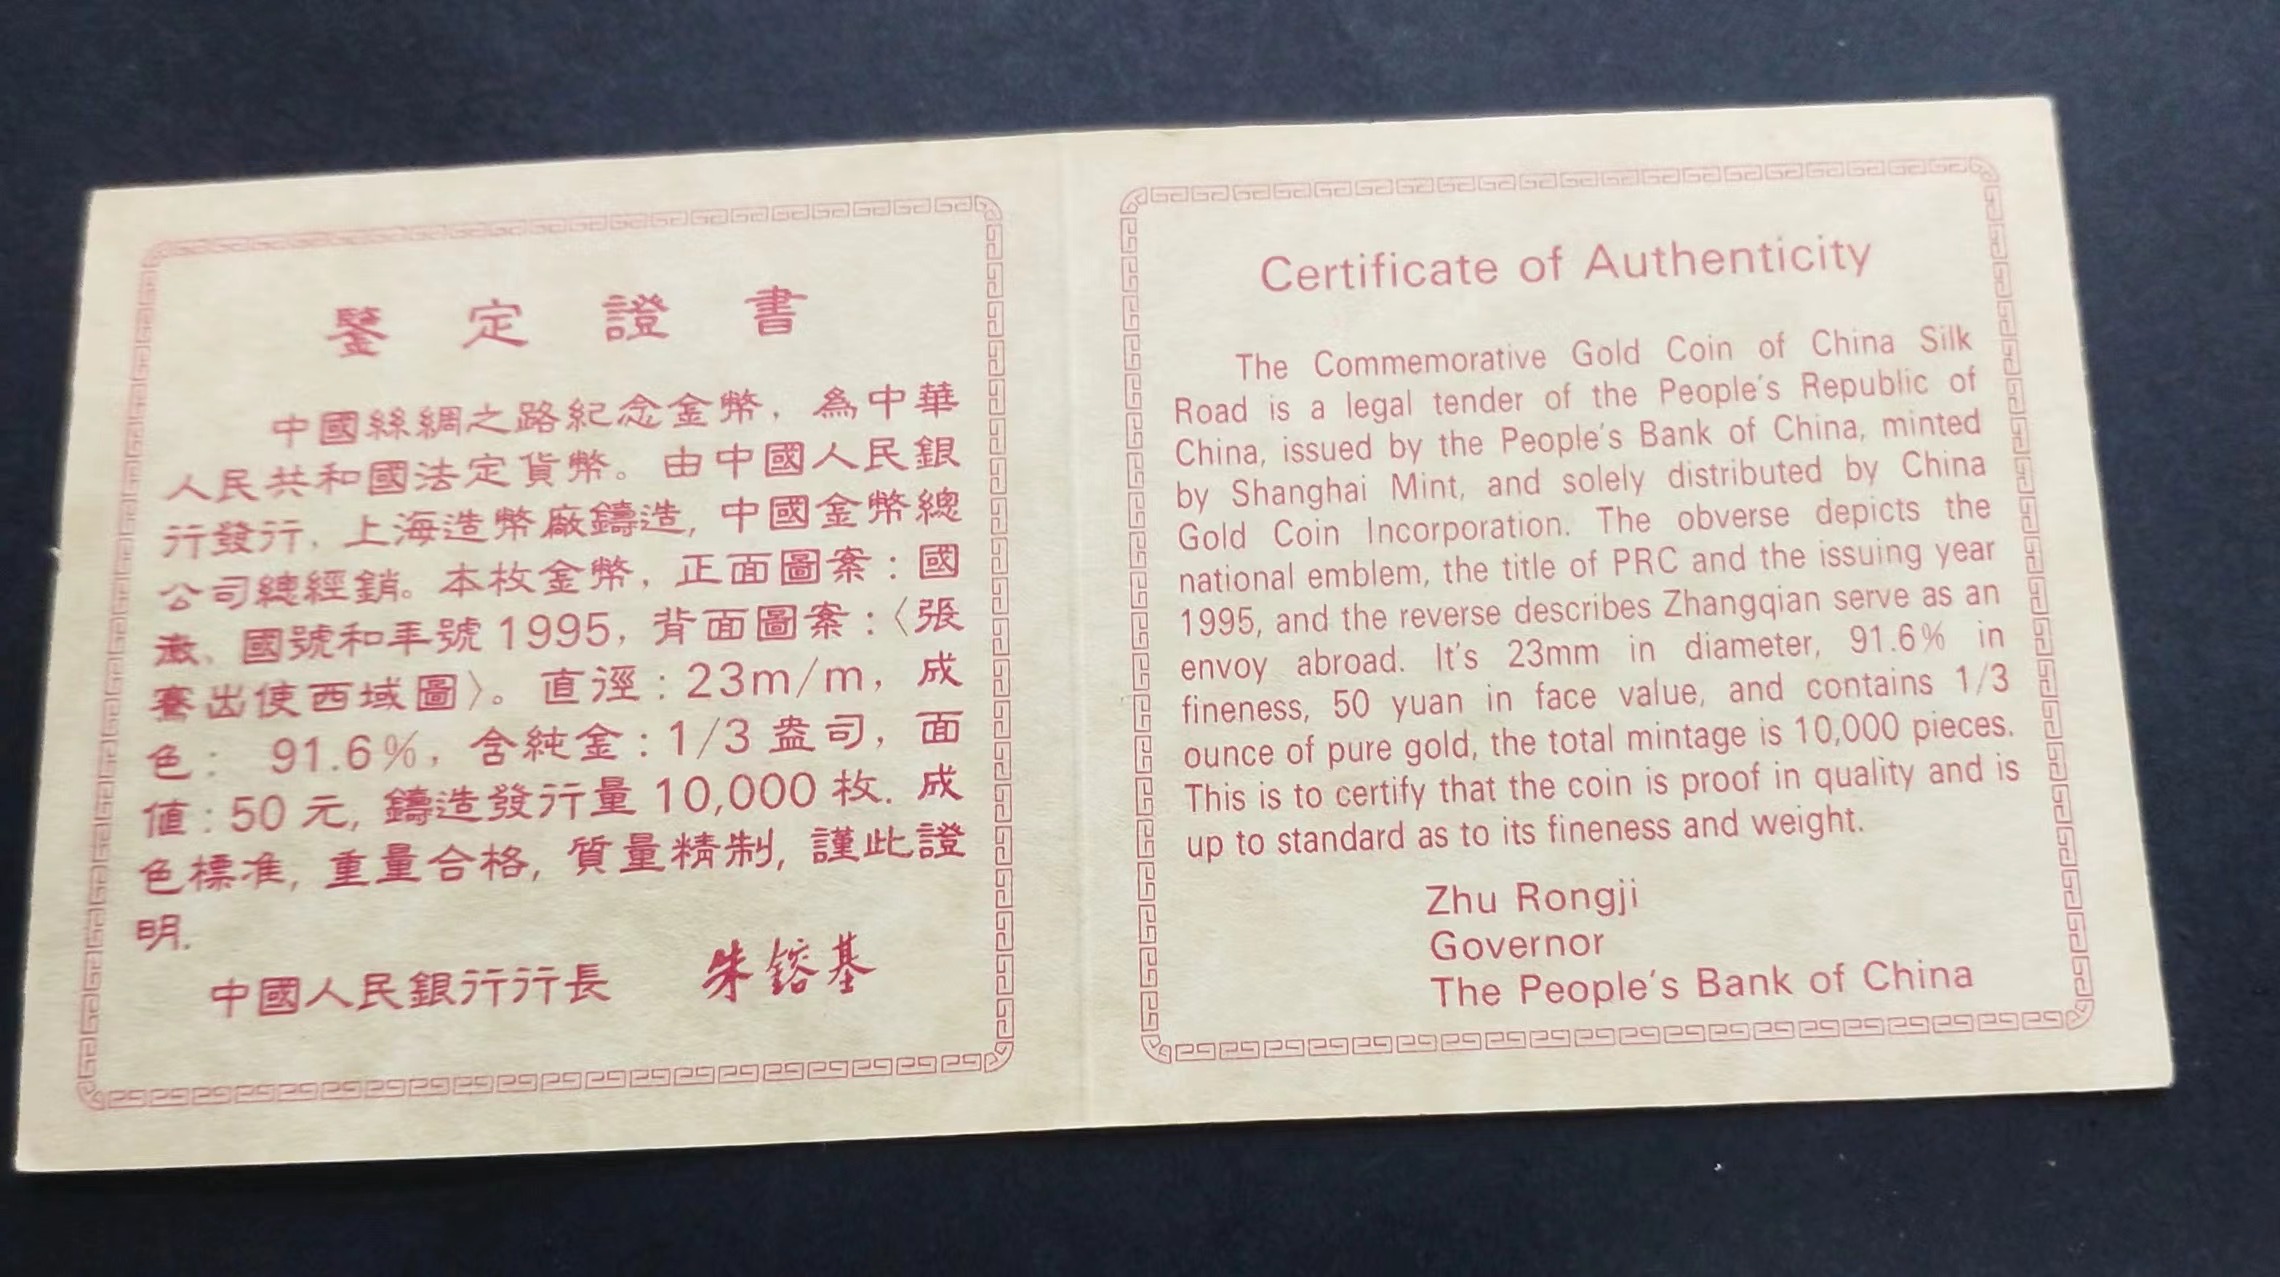 鑒定證書
中國絲綢之路紀念金幣，為中華
人民共和國法定貨幣。由中國人民銀
行發行，上海造幣廠鑄造，中國金幣總
公司總經銷。本枚金幣，正面圖案：國
徽、國號和年號1995，背面圖案：〈張
騫出使西域圖〉。直徑：23m/m，成
色： 91.6%，含純金：1/3盎司，面
值：50元，鑄造發行量10,000枚．成
色標准，重量合格，質量精制，謹此證
明．
中國人民銀行行長 朱鎔基
Certificate of Authenticity
The Commemorative Gold Coin of China Silk
Road is a legal tender of the People's Republic of
China, issued by the People's Bank of China, minted
by Shanghai Mint, and solely distributed by China
Gold Coin Incorporation. The obverse depicts the
national emblem, the title of PRC and the issuing year
1995, and the reverse describes Zhangqian serve as an
envoy abroad. It's 23mm in diameter, 91.6% in
fineness, 50 yuan in face value, and contains 1/3
ounce of pure gold, the total mintage is 10,000 pieces.
This is to certify that the coin is proof in quality and is
up to standard as to its fineness and weight.
Zhu Rongji
Governor
The People's Bank of China